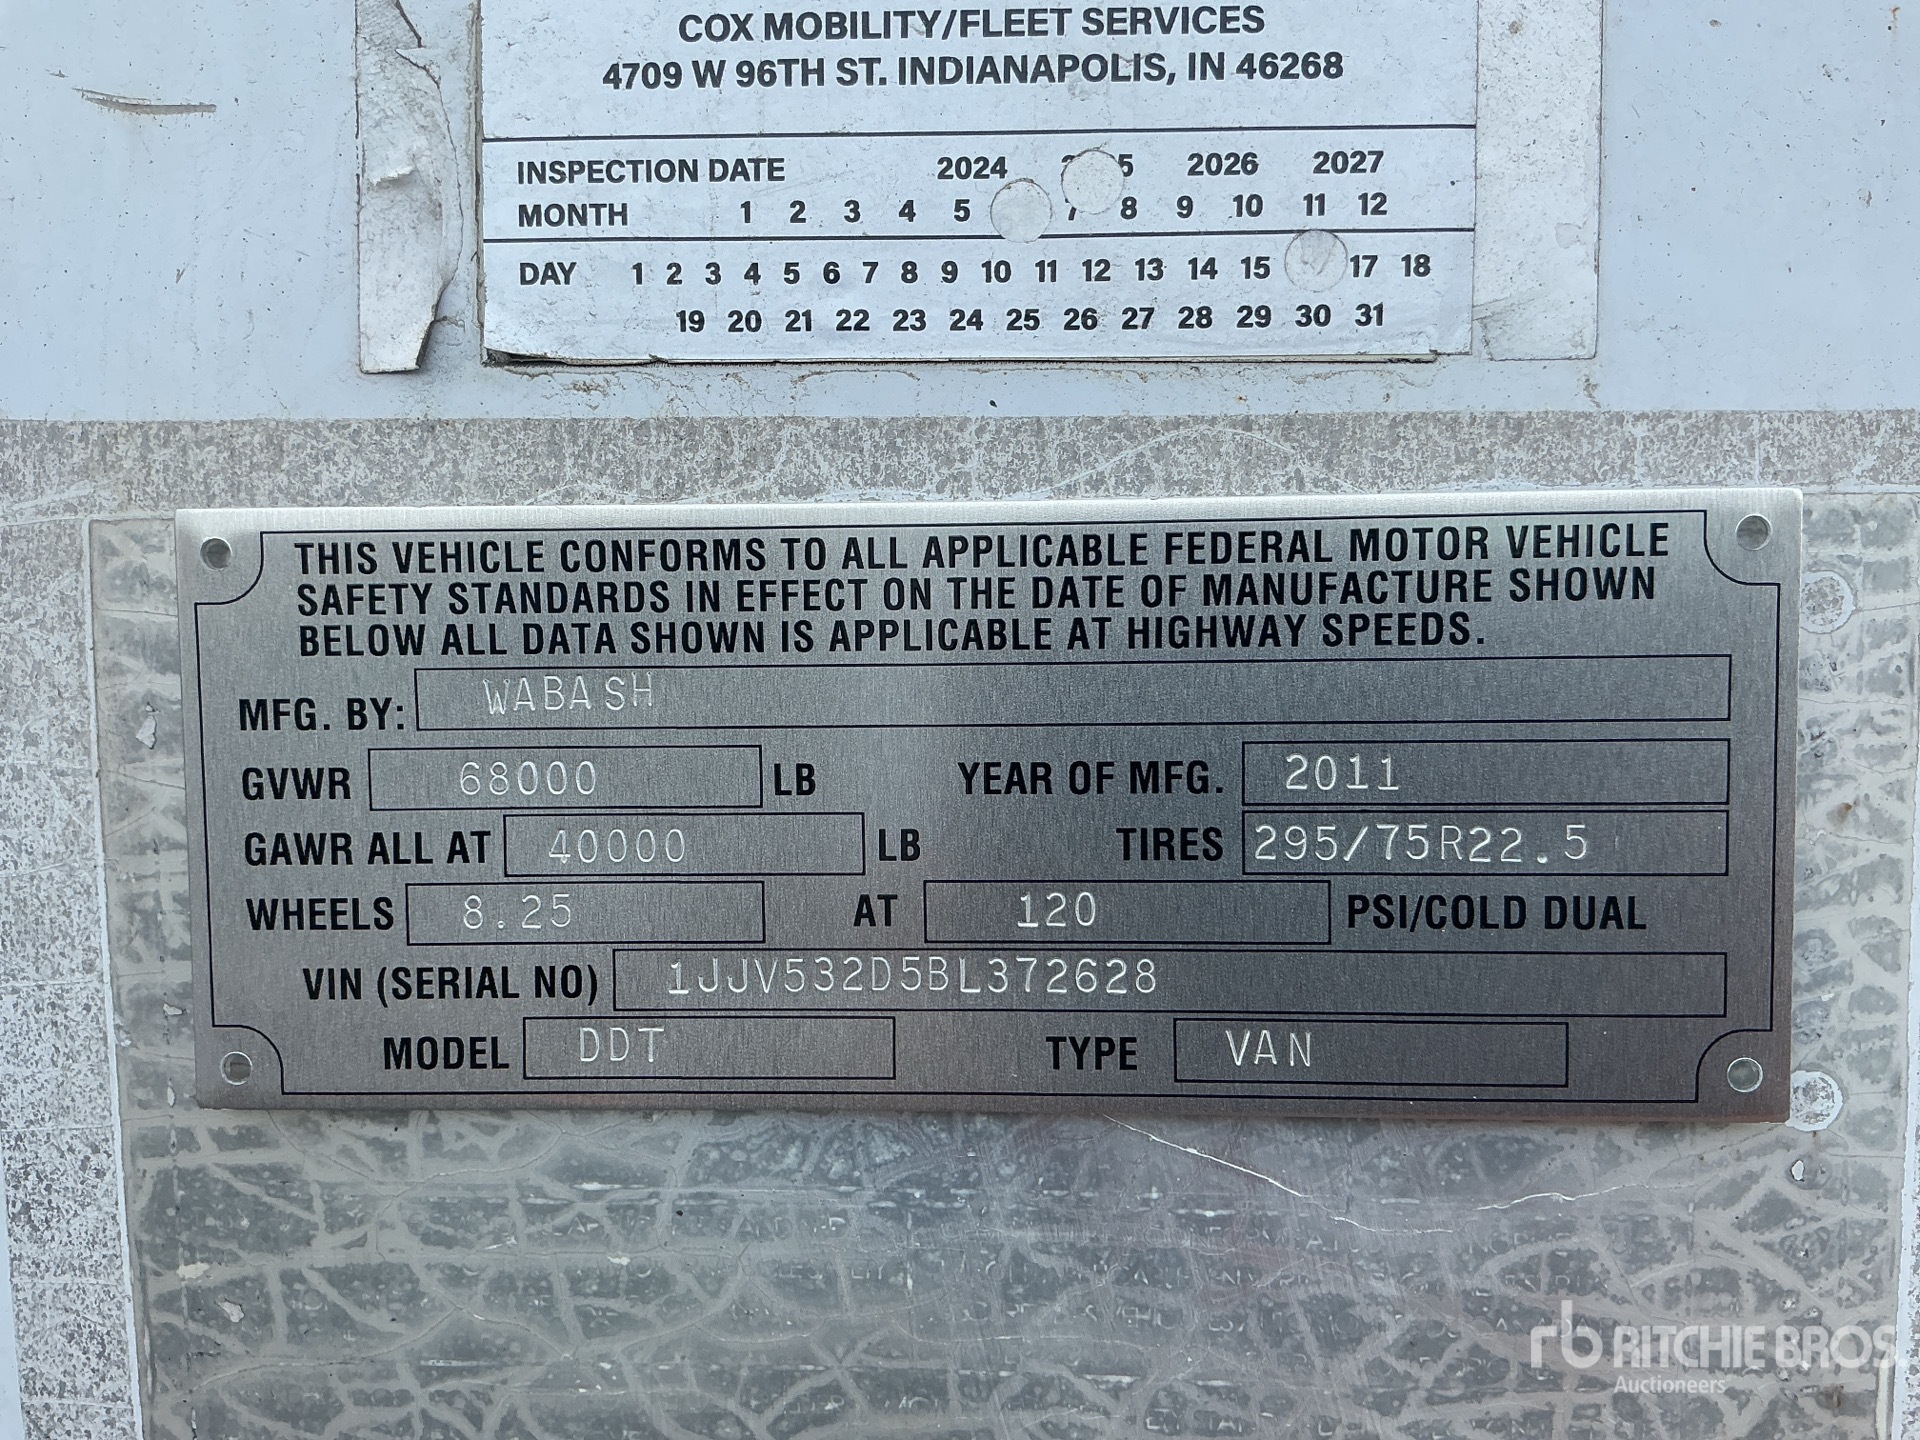 COX MOBILITY/FLEET SERVICES
4709 W 96TH ST. INDIANAPOLIS, IN 46268
INSPECTION DATE 2024 2026 2027
MONTH 1 2 3 4 5 7 8 9 10 11 12
DAY 1 2 3 4 5 6 7 8 9 10 11 12 13 14 15 17 18
19 20 21 22 23 24 25 26 27 28 29 30 31
THIS VEHICLE CONFORMS TO ALL APPLICABLE FEDERAL MOTOR VEHICLE
SAFETY STANDARDS IN EFFECT ON THE DATE OF MANUFACTURE SHOWN
BELOW ALL DATA SHOWN IS APPLICABLE AT HIGHWAY SPEEDS.
MFG. BY: WABASH
GVWR 68000 LB YEAR OF MFG. 2011
GAWR ALL AT 40000 LB TIRES 295/75R22.5
WHEELS 8.25 AT 120 PSI/COLD DUAL
VIN (SERIAL NO) 1JJV532D5BL372628
MODEL DDT TYPE VAN
rb RITCHIE BROS.
Auctioneers